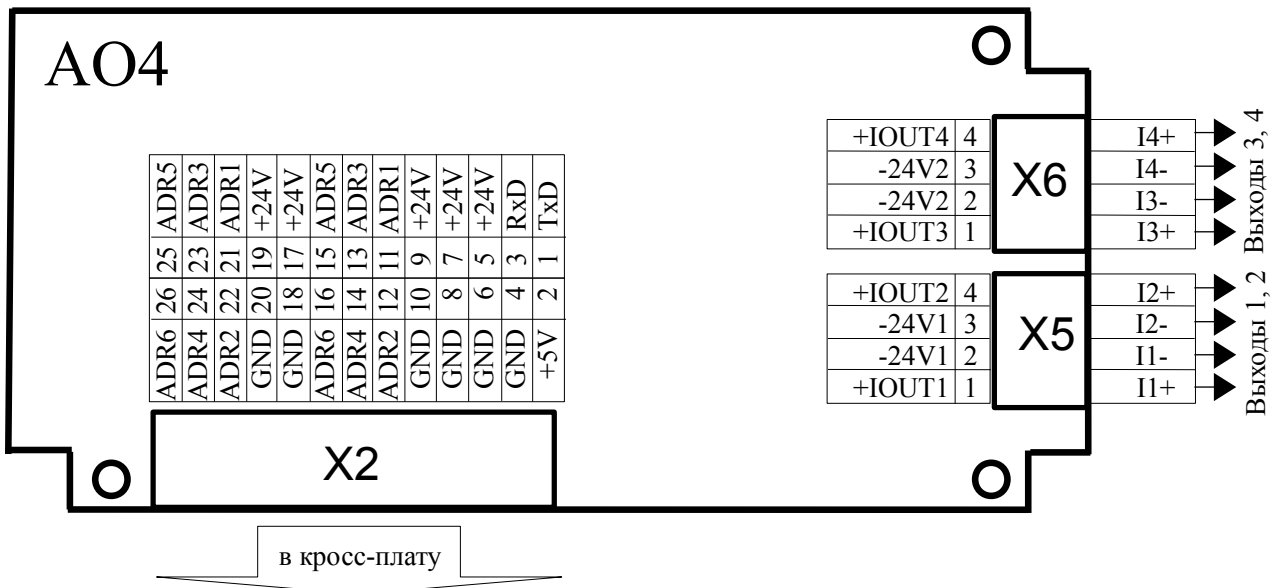 AO4
ADR5 ADR3 ADR1 +24V +24V ADR5 ADR3 ADR1 +24V +24V +24V RxD TxD
25 23 21 19 17 15 13 11 9 7 5 3 1
26 24 22 20 18 16 14 12 10 8 6 4 2
ADR6 ADR4 ADR2 GND GND ADR6 ADR4 ADR2 GND GND GND GND +5V
X2
в кросс-плату
+IOUT4 4 I4+
-24V2 3 I4-
-24V2 2 I3-
+IOUT3 1 I3+
X6
Выходы 3, 4
+IOUT2 4 I2+
-24V1 3 I2-
-24V1 2 I1-
+IOUT1 1 I1+
X5
Выходы 1, 2